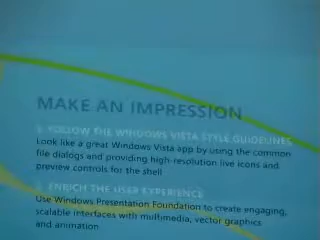 MAKE AN IMPRESSION
1. FOLLOW THE WINDOWS VISTA STYLE GUIDELINES
Look like a great Windows Vista app by using the common
file dialogs and providing high-resolution live icons and
preview controls for the shell
2. ENRICH THE USER EXPERIENCE
Use Windows Presentation Foundation to create engaging,
scalable interfaces with multimedia, vector graphics
and animation